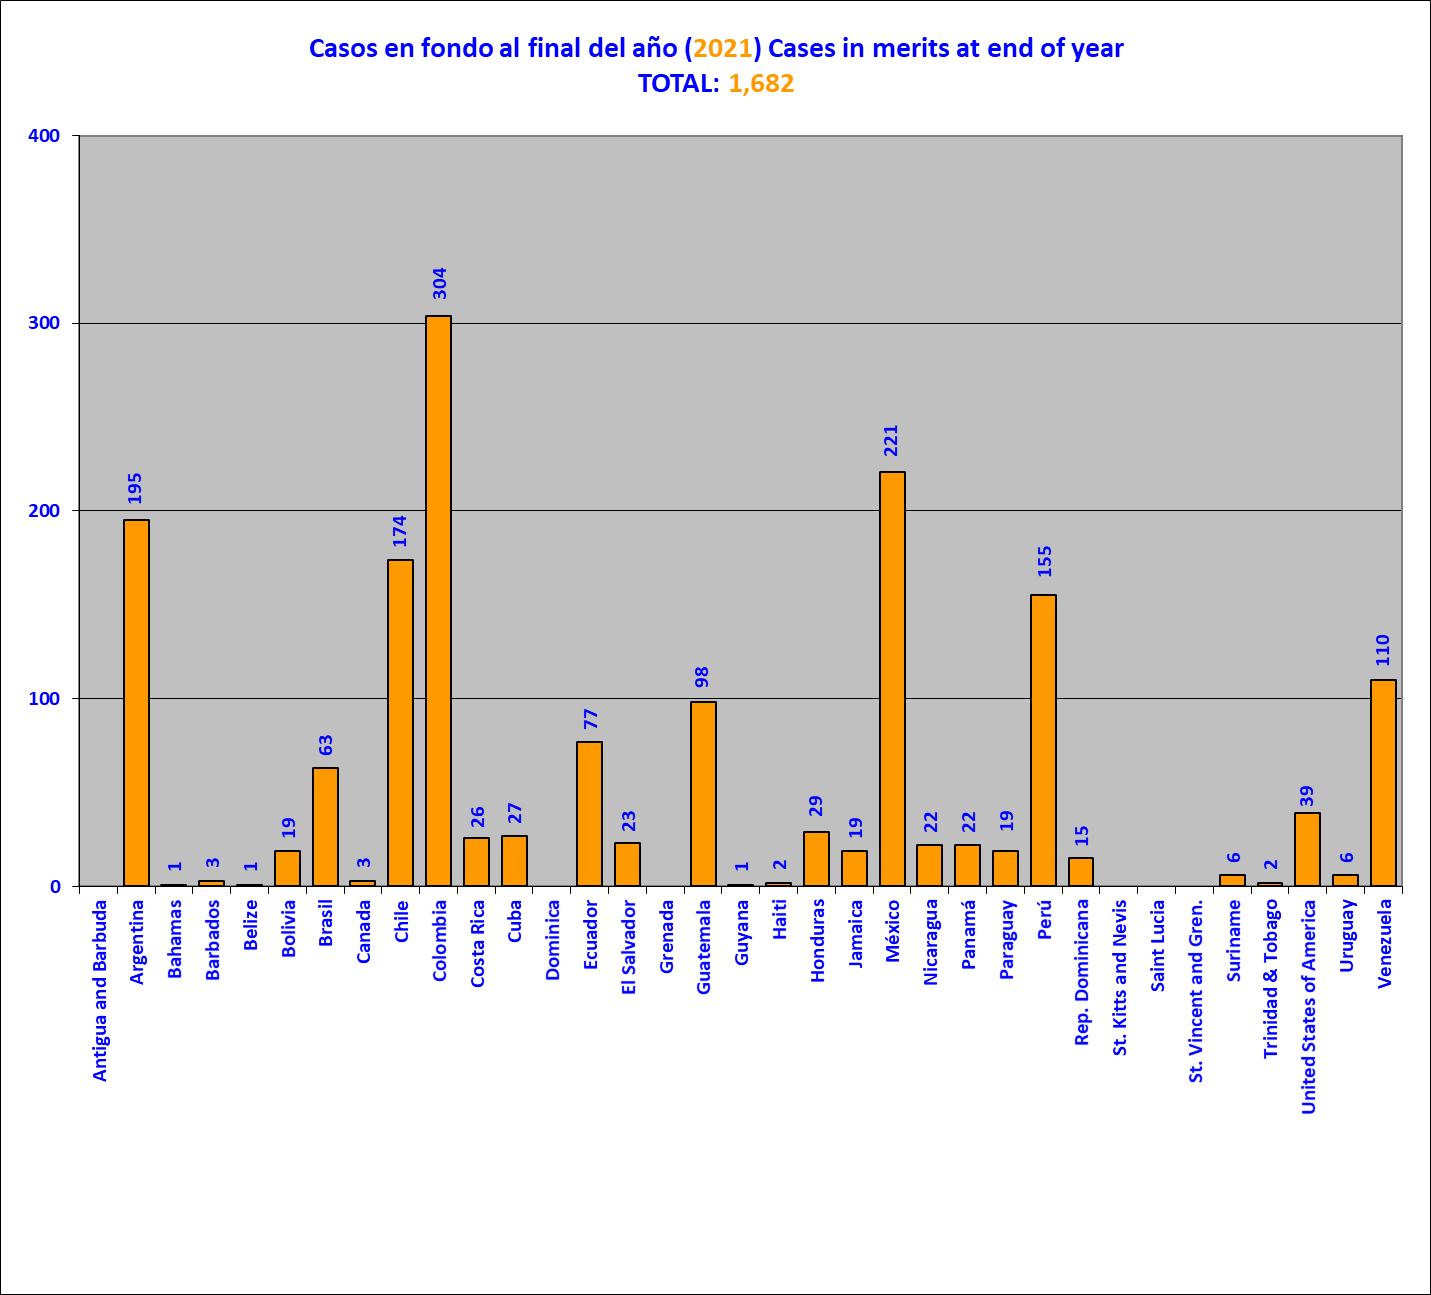 Casos en fondo al final del año (2021) Cases in merits at end of year
TOTAL: 1,682
400
300
200
100
0
195
1
3
1
19
63
3
174
304
26
27
77
23
98
1
2
29
19
221
22
22
19
155
15
6
2
39
6
110
Antigua and Barbuda
Argentina
Bahamas
Barbados
Belize
Bolivia
Brasil
Canada
Chile
Colombia
Costa Rica
Cuba
Dominica
Ecuador
El Salvador
Grenada
Guatemala
Guyana
Haiti
Honduras
Jamaica
México
Nicaragua
Panamá
Paraguay
Perú
Rep. Dominicana
St. Kitts and Nevis
Saint Lucia
St. Vincent and Gren.
Suriname
Trinidad & Tobago
United States of America
Uruguay
Venezuela